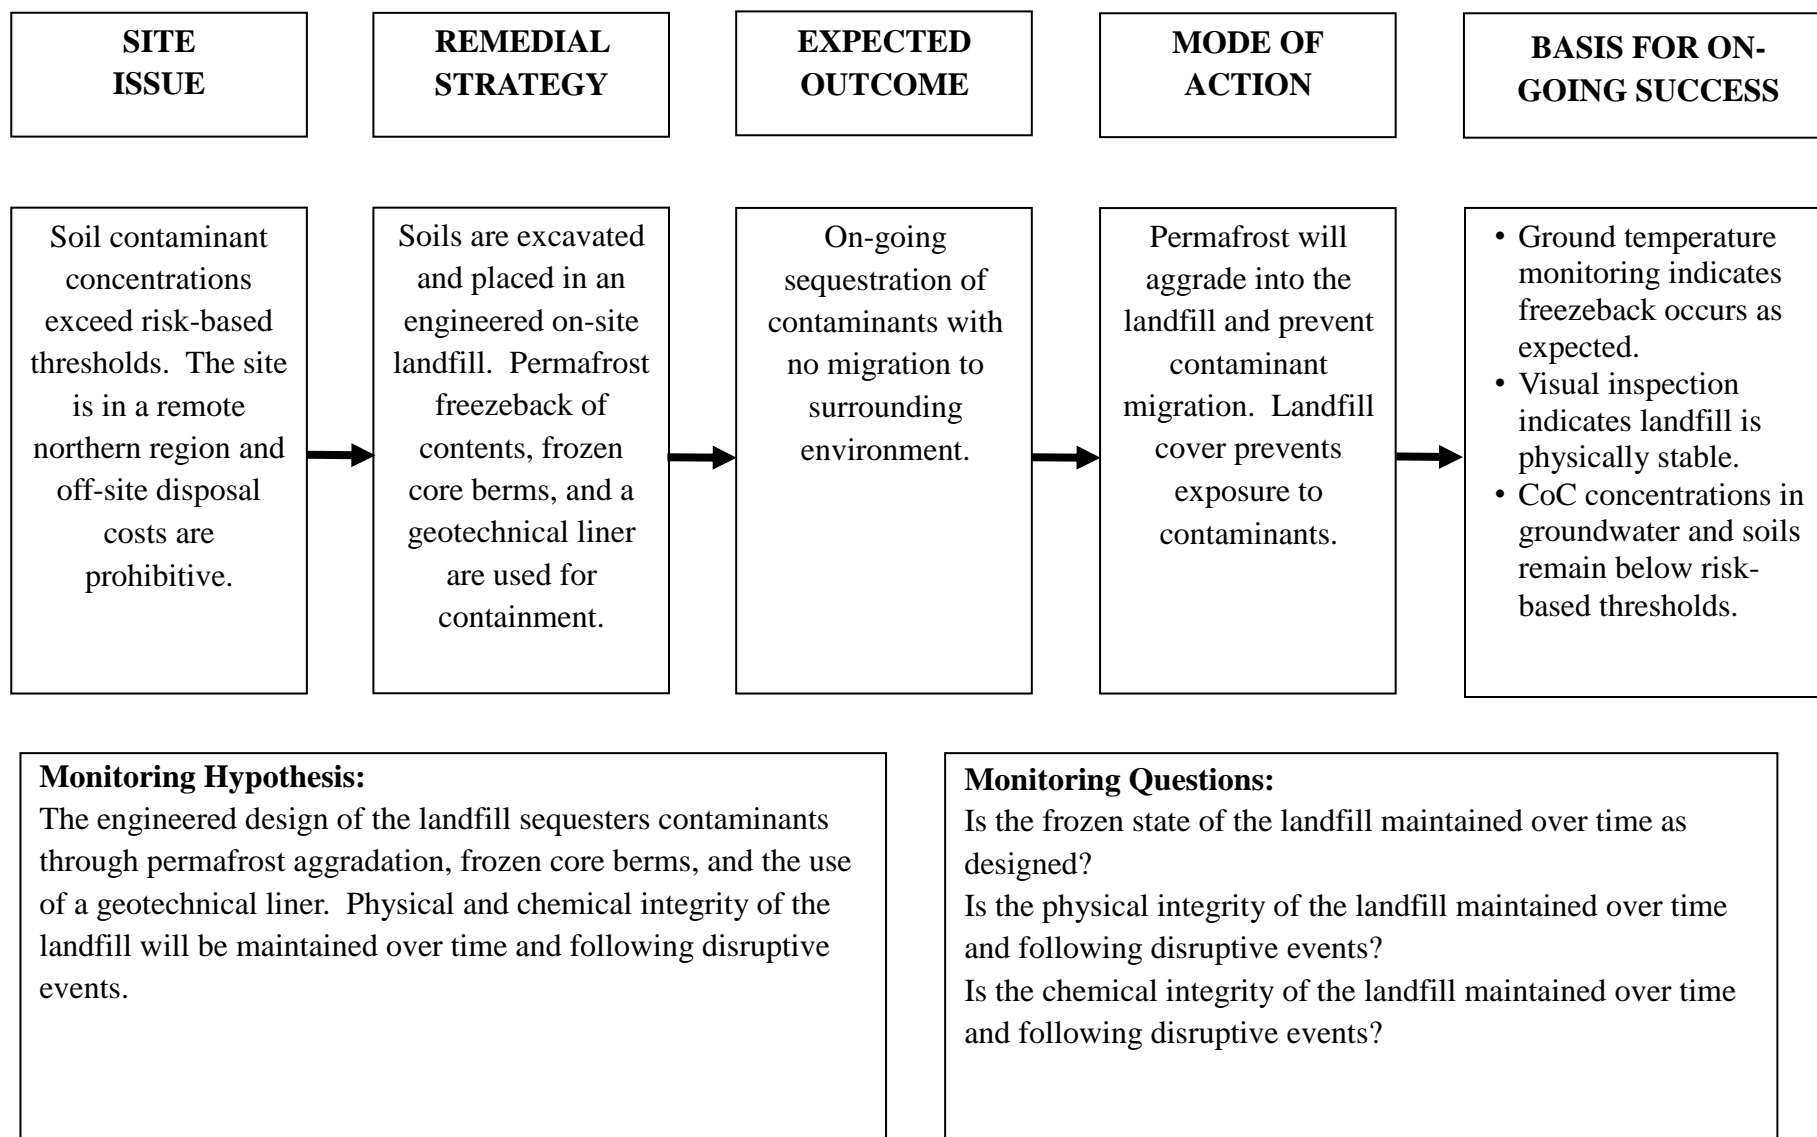 SITE
ISSUE
REMEDIAL
STRATEGY
EXPECTED
OUTCOME
MODE OF
ACTION
BASIS FOR ON-
GOING SUCCESS
Soil contaminant
concentrations
exceed risk-based
thresholds.  The site
is in a remote
northern region and
off-site disposal
costs are
prohibitive.
Soils are excavated
and placed in an
engineered on-site
landfill.  Permafrost
freezeback of
contents, frozen
core berms, and a
geotechnical liner
are used for
containment.
On-going
sequestration of
contaminants with
no migration to
surrounding
environment.
Permafrost will
aggrade into the
landfill and prevent
contaminant
migration.  Landfill
cover prevents
exposure to
contaminants.
• Ground temperature
monitoring indicates
freezeback occurs as
expected.
• Visual inspection
indicates landfill is
physically stable.
• CoC concentrations in
groundwater and soils
remain below risk-
based thresholds.
Monitoring Hypothesis:
The engineered design of the landfill sequesters contaminants
through permafrost aggradation, frozen core berms, and the use
of a geotechnical liner.  Physical and chemical integrity of the
landfill will be maintained over time and following disruptive
events.
Monitoring Questions:
Is the frozen state of the landfill maintained over time as
designed?
Is the physical integrity of the landfill maintained over time
and following disruptive events?
Is the chemical integrity of the landfill maintained over time
and following disruptive events?